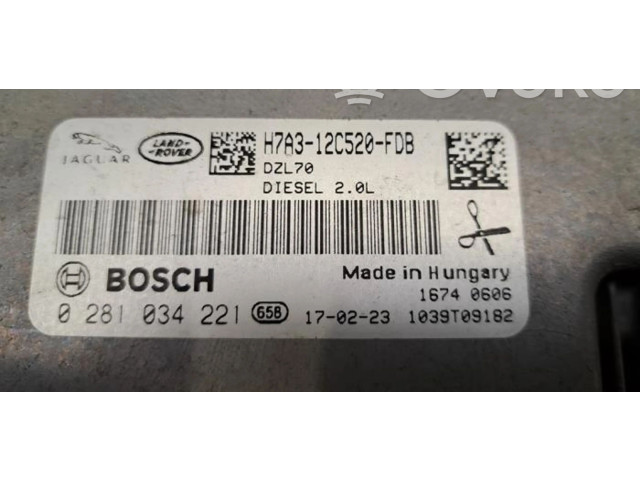 JAGUAR
LAND-
ROVER
H7A3-12C520-FDB
DZL70
DIESEL 2.0L
BOSCH
Made in Hungary
1674 0606
0 281 034 221 65B 17-02-23 1039T09182